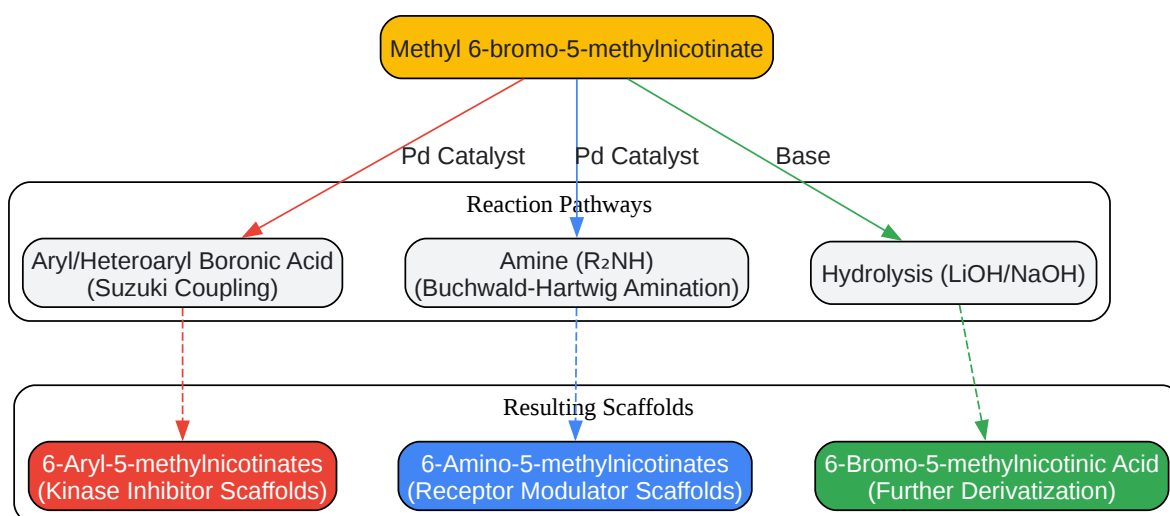 Methyl 6-bromo-5-methylnicotinate
Pd Catalyst
Pd Catalyst
Base
Reaction Pathways
Aryl/Heteroaryl Boronic Acid
(Suzuki Coupling)
Amine (R₂NH)
(Buchwald-Hartwig Amination)
Hydrolysis (LiOH/NaOH)
Resulting Scaffolds
6-Aryl-5-methylnicotinates
(Kinase Inhibitor Scaffolds)
6-Amino-5-methylnicotinates
(Receptor Modulator Scaffolds)
6-Bromo-5-methylnicotinic Acid
(Further Derivatization)